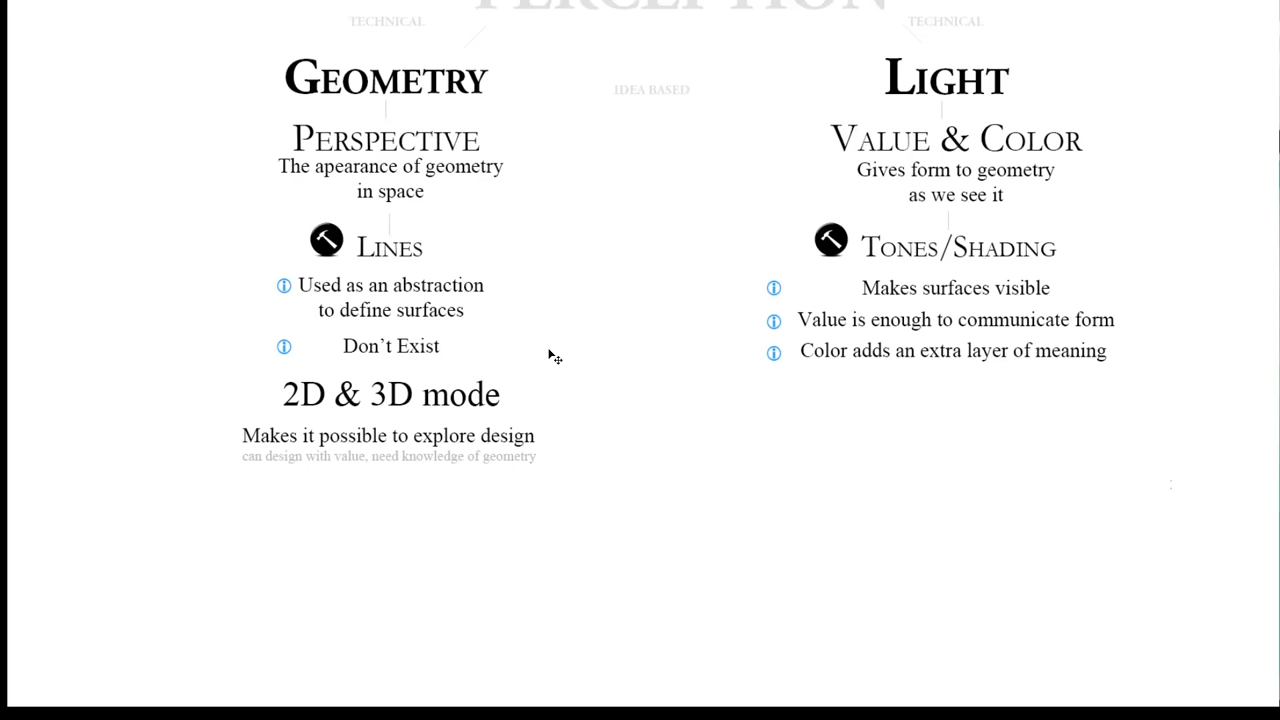 PERCEPTION
TECHNICAL
TECHNICAL
GEOMETRY
LIGHT
IDEA BASED
PERSPECTIVE
VALUE & COLOR
The apearance of geometry
in space
Gives form to geometry
as we see it
LINES
TONES/SHADING
Used as an abstraction
to define surfaces
Makes surfaces visible
Value is enough to communicate form
Don't Exist
Color adds an extra layer of meaning
2D & 3D mode
Makes it possible to explore design
can design with value, need knowledge of geometry